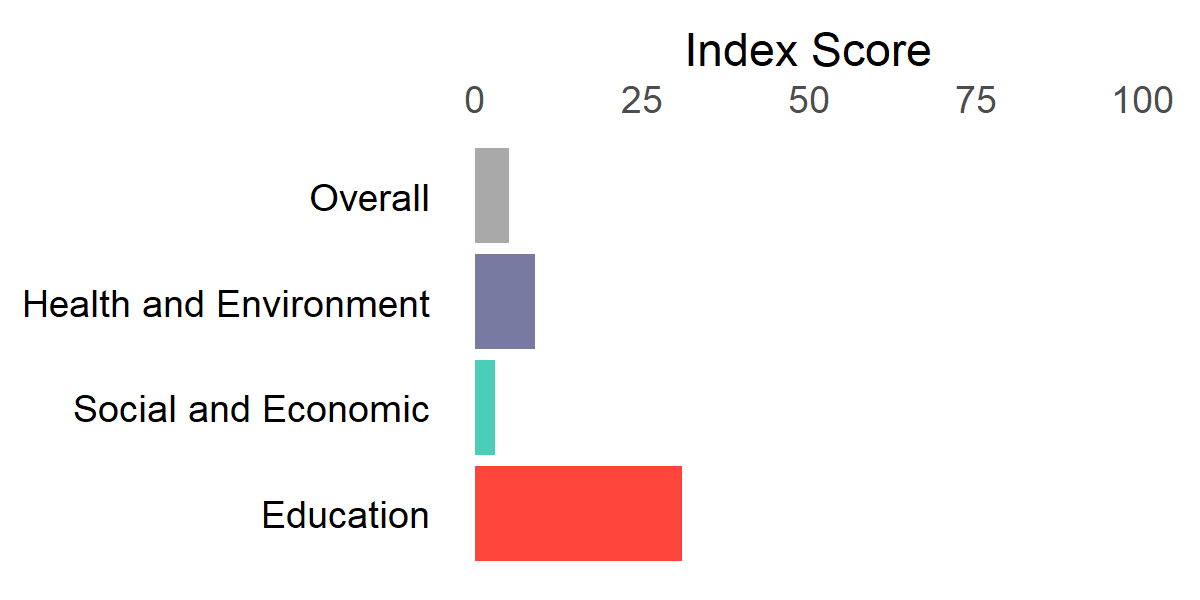 Index Score
0 25 50 75 100
Overall
Health and Environment
Social and Economic
Education